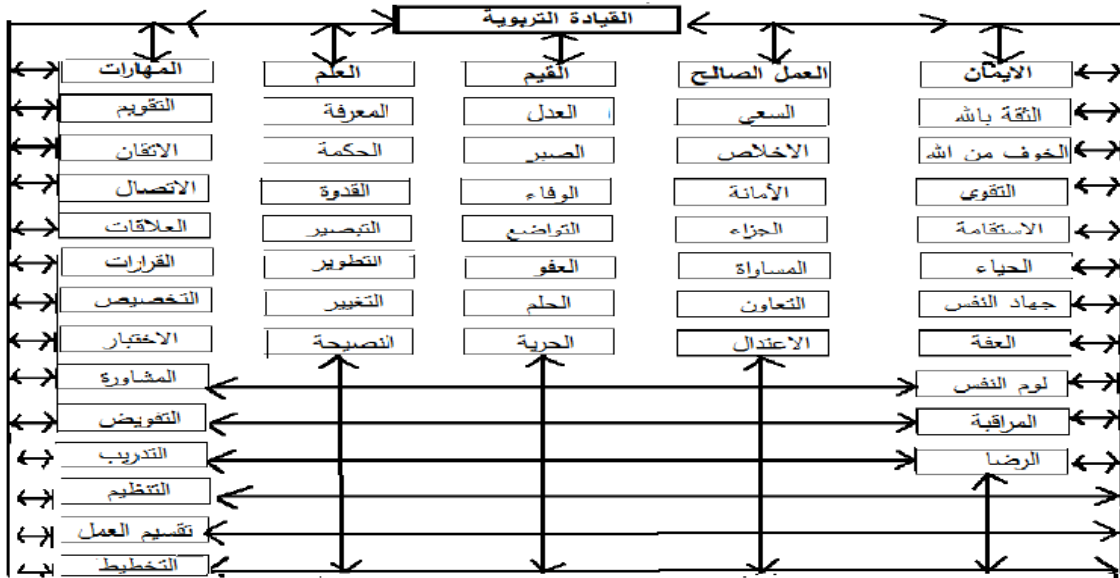 القيادة التربوية
الايمان
العمل الصالح
القيم
العلم
المهارات
الثقة بالله
السعي
العدل
المعرفة
التقويم
الخوف من الله
الاخلاص
الصبر
الحكمة
الاتقان
التقوى
الأمانة
الوفاء
القدوة
الاتصال
الاستقامة
الجزاء
التواضع
التبصير
العلاقات
الحياء
المساواة
العفو
التطوير
القرارات
جهاد النفس
التعاون
الحلم
التغيير
التخصيص
العفة
الاعتدال
الحرية
النصيحة
الاختبار
لوم النفس
المشاورة
المراقبة
التفويض
الرضا
التدريب
التنظيم
تقسيم العمل
التخطيط